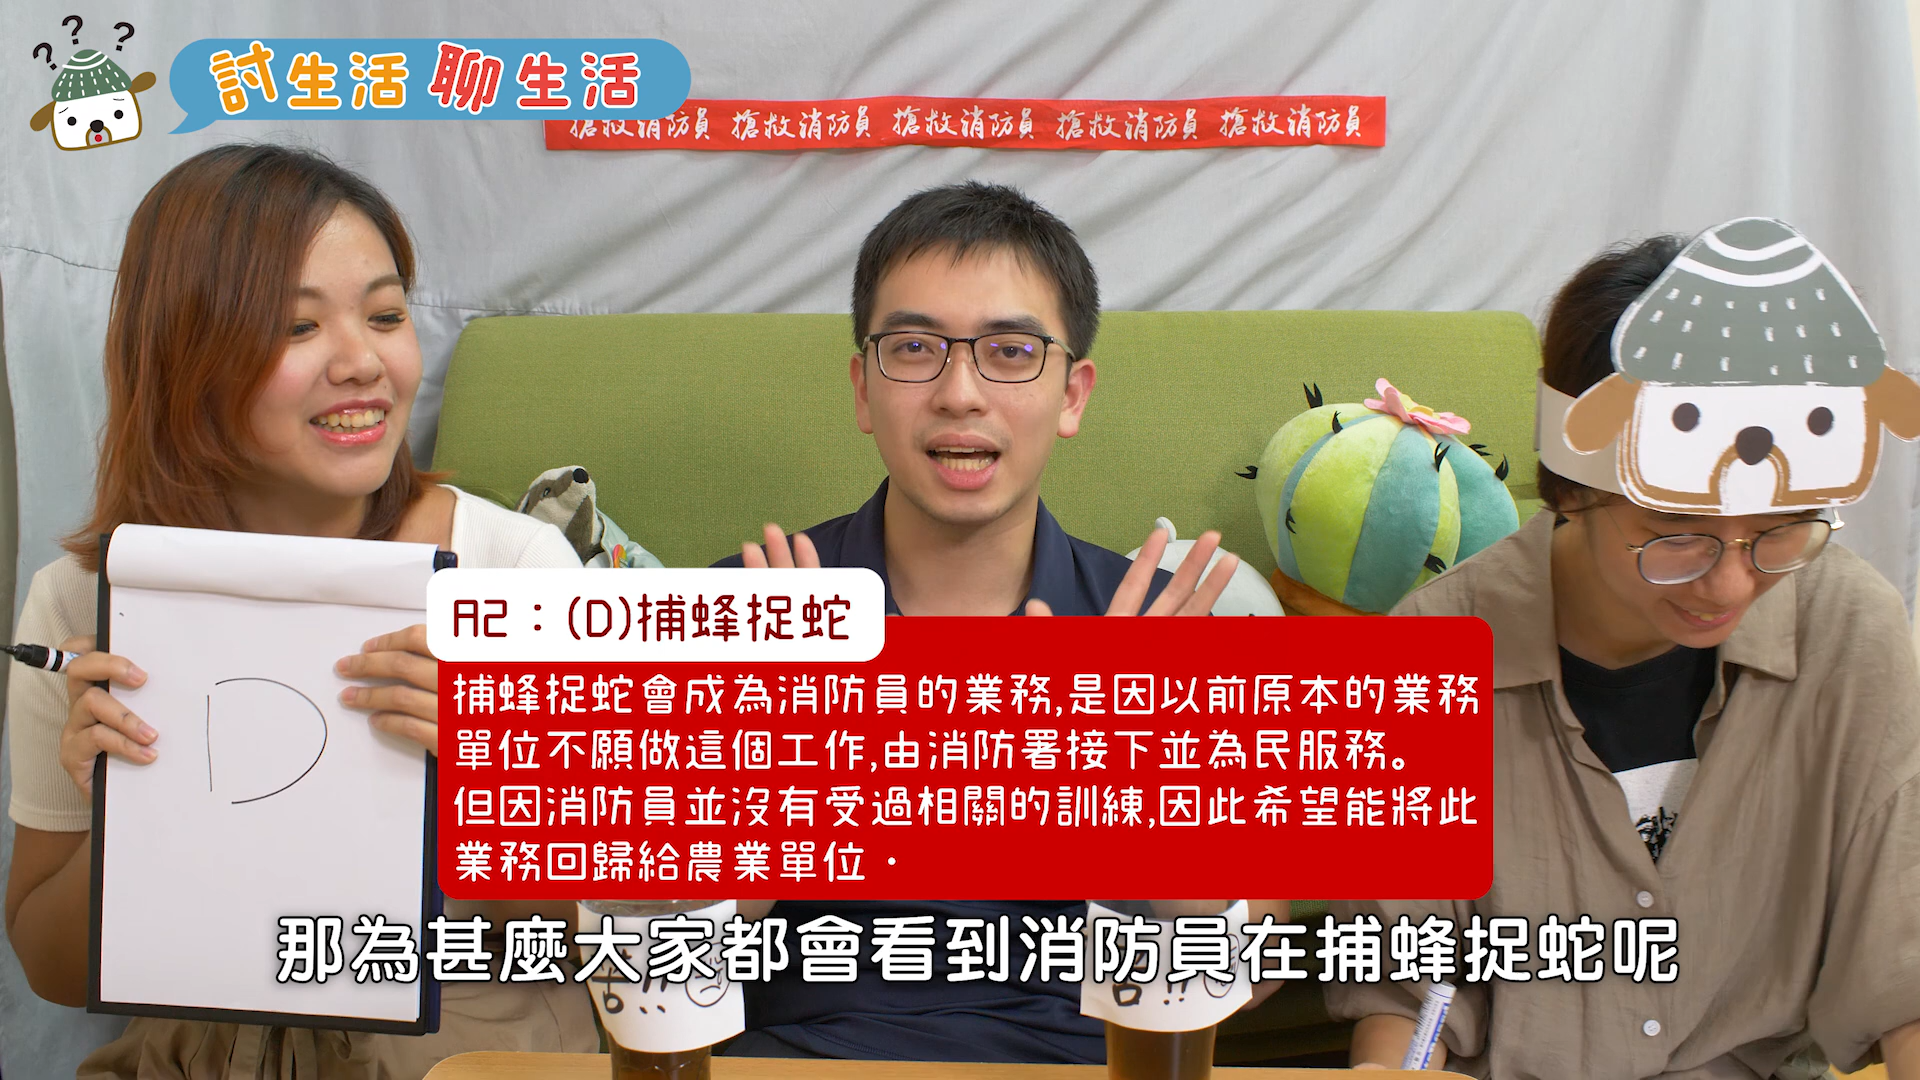 ???
討生活 聊生活
搶救消防員 搶救消防員 搶救消防員 搶救消防員 搶救消防員
D
A2：(D)捕蜂捉蛇
捕蜂捉蛇會成為消防員的業務,是因以前原本的業務
單位不願做這個工作,由消防署接下並為民服務。
但因消防員並沒有受過相關的訓練,因此希望能將此
業務回歸給農業單位．
那為甚麼大家都會看到消防員在捕蜂捉蛇呢
苦!!
苦!!